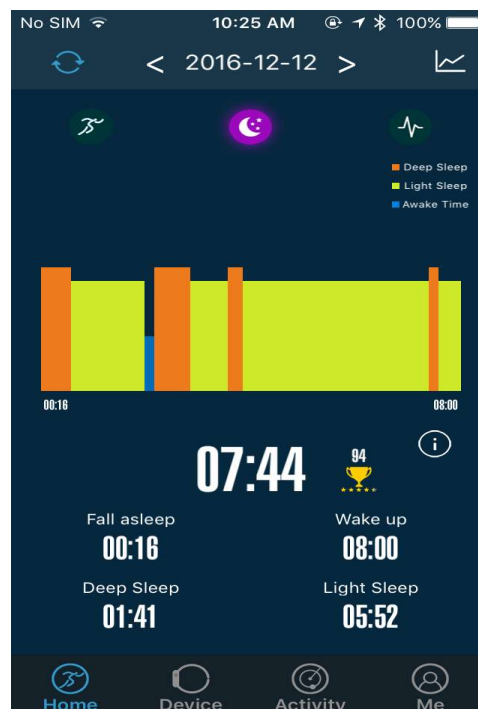 No SIM 10:25 AM 100%
< 2016-12-12 >
Deep Sleep
Light Sleep
Awake Time
00:16 08:00
07:44 94
Fall asleep Wake up
00:16 08:00
Deep Sleep Light Sleep
01:41 05:52
Home Device Activity Me